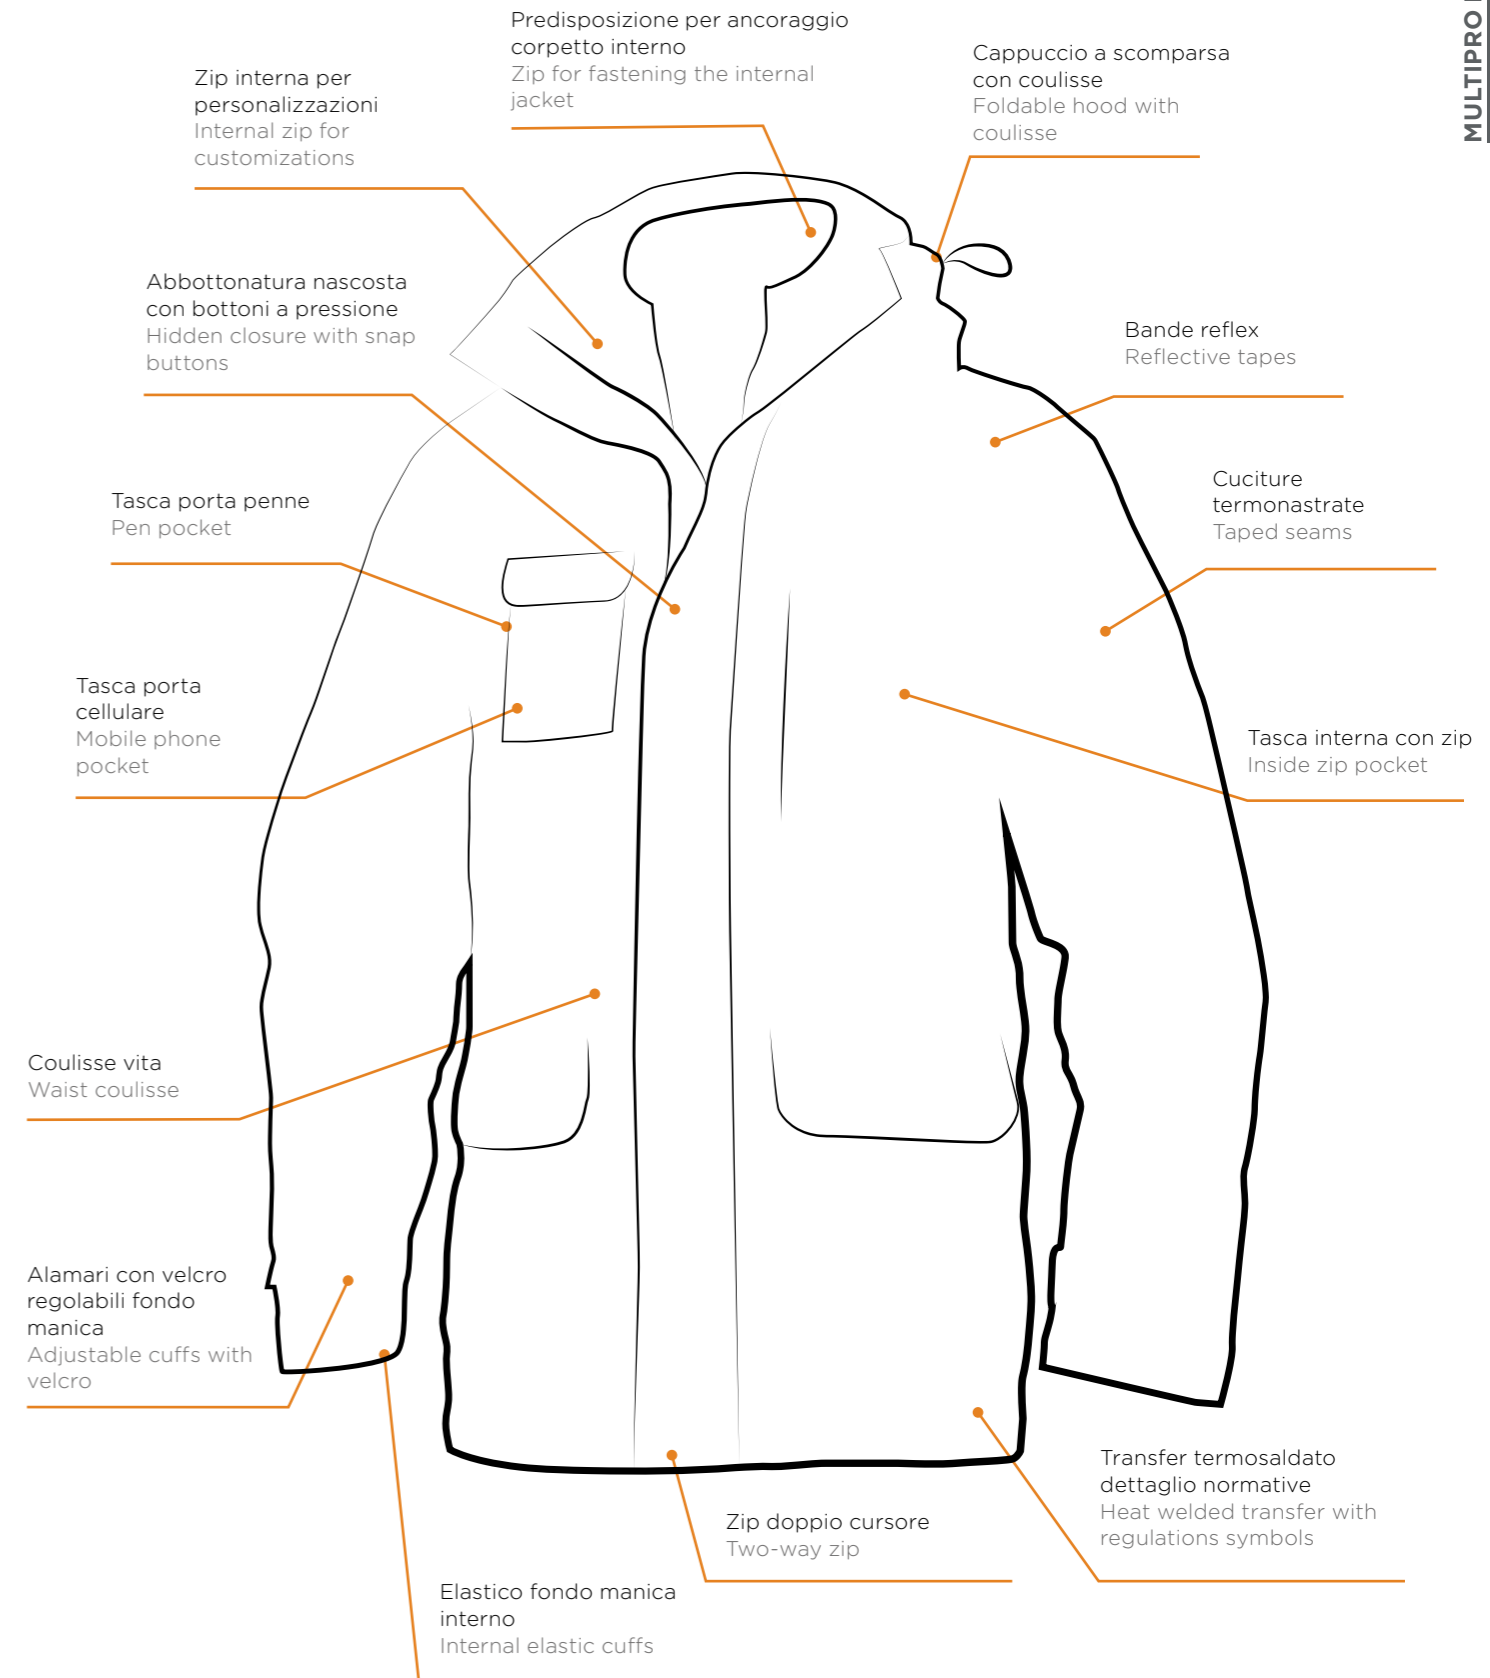 MULTIPRO
Predisposizione per ancoraggio
corpetto interno
Zip for fastening the internal
jacket
Cappuccio a scomparsa
con coulisse
Foldable hood with
coulisse
Zip interna per
personalizzazioni
Internal zip for
customizations
Abbottonatura nascosta
con bottoni a pressione
Hidden closure with snap
buttons
Bande reflex
Reflective tapes
Cuciture
termonastrate
Taped seams
Tasca porta penne
Pen pocket
Tasca porta
cellulare
Mobile phone
pocket
Tasca interna con zip
Inside zip pocket
Coulisse vita
Waist coulisse
Alamari con velcro
regolabili fondo
manica
Adjustable cuffs with
velcro
Transfer termosaldato
dettaglio normative
Heat welded transfer with
regulations symbols
Zip doppio cursore
Two-way zip
Elastico fondo manica
interno
Internal elastic cuffs